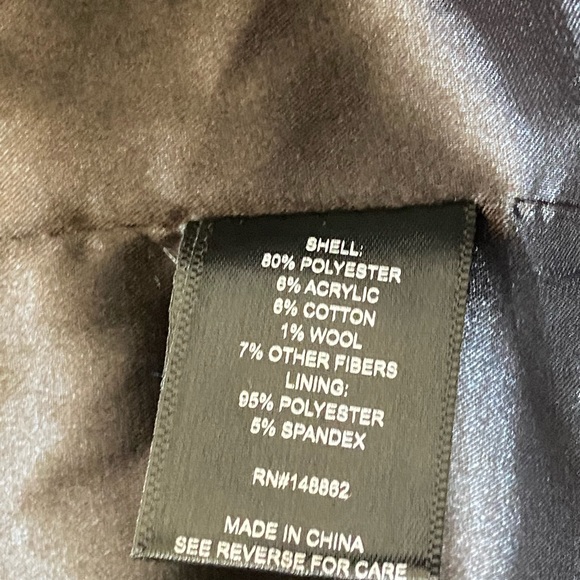 SHELL:
80% POLYESTER
6% ACRYLIC
6% COTTON
1% WOOL
7% OTHER FIBERS
LINING:
95% POLYESTER
5% SPANDEX
RN#148862
MADE IN CHINA
SEE REVERSE FOR CARE